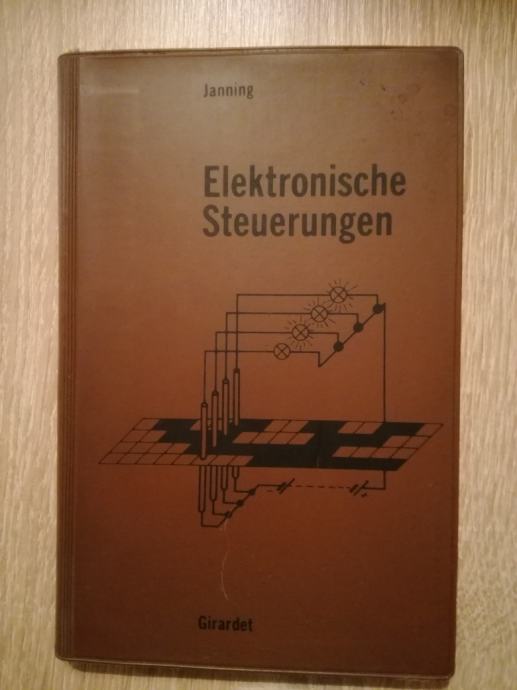 Janning
Elektronische
Steuerungen
Girardet